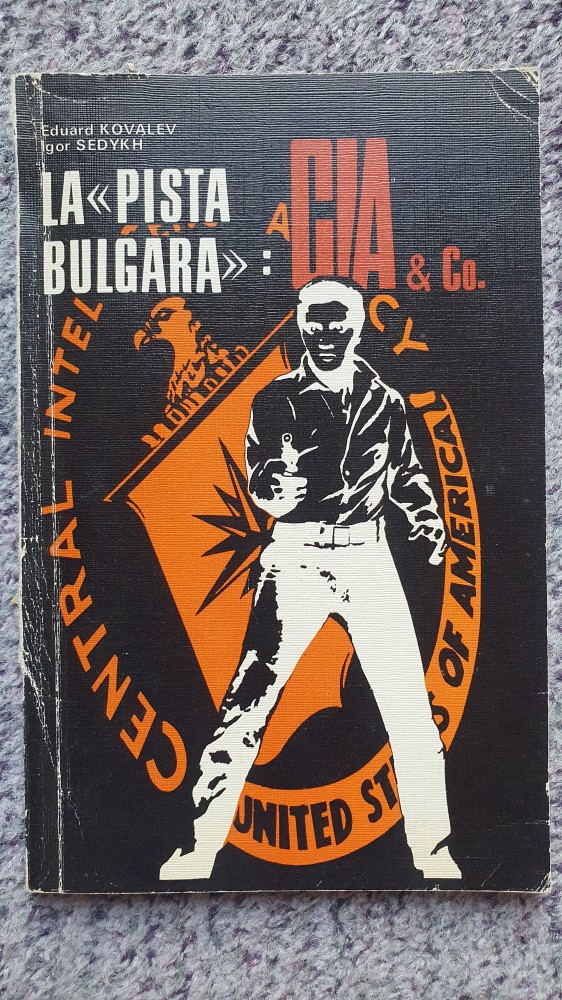 Eduard KOVALEV
Igor SEDYKH
LA «PISTA
BULGARA» : CIA & Co.
CENTRAL INTEL
CY
UNITED ST S OF AMERICA